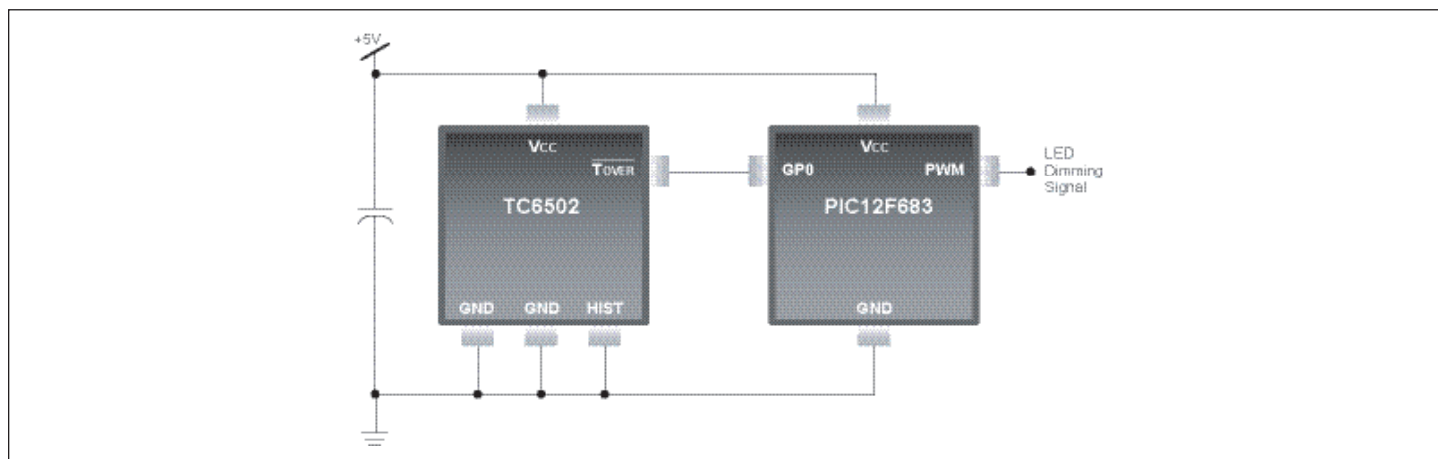 +5V
VCC
TOVER
TC6502
GND GND HIST
VCC
GP0 PWM
PIC12F683
GND
LED
Dimming
Signal